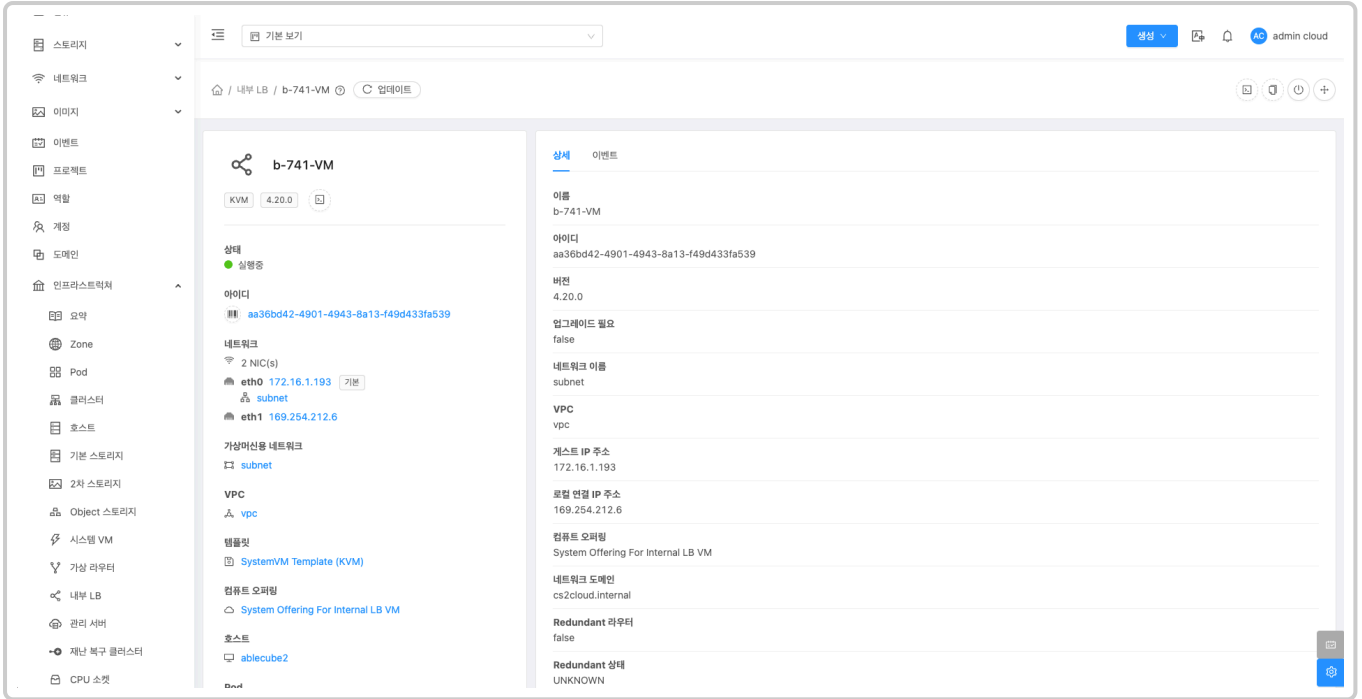 스토리지
네트워크
이미지
이벤트
프로젝트
역할
계정
도메인
인프라스트럭쳐
요약
Zone
Pod
클러스터
호스트
기본 스토리지
2차 스토리지
Object 스토리지
시스템 VM
가상 라우터
내부 LB
관리 서버
재난 복구 클러스터
CPU 소켓
기본 보기
생성
AC admin cloud
/ 내부 LB / b-741-VM 업데이트
b-741-VM
KVM 4.20.0
상태
실행중
아이디
aa36bd42-4901-4943-8a13-f49d433fa539
네트워크
2 NIC(s)
eth0 172.16.1.193 기본
subnet
eth1 169.254.212.6
가상머신용 네트워크
subnet
VPC
vpc
템플릿
SystemVM Template (KVM)
컴퓨트 오퍼링
System Offering For Internal LB VM
호스트
ablecube2
Pod
상세 이벤트
이름
b-741-VM
아이디
aa36bd42-4901-4943-8a13-f49d433fa539
버전
4.20.0
업그레이드 필요
false
네트워크 이름
subnet
VPC
vpc
게스트 IP 주소
172.16.1.193
로컬 연결 IP 주소
169.254.212.6
컴퓨트 오퍼링
System Offering For Internal LB VM
네트워크 도메인
cs2cloud.internal
Redundant 라우터
false
Redundant 상태
UNKNOWN